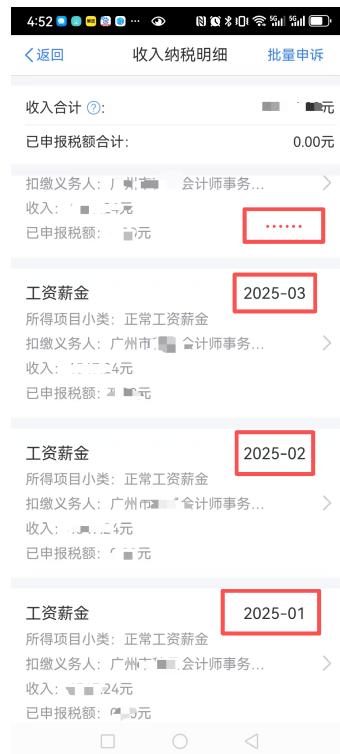 4:52
返回 收入纳税明细 批量申诉
收入合计 ?:
元
已申报税额合计: 0.00元
扣缴义务人: 会计师事务...
收入: 元
已申报税额: 元
......
工资薪金 2025-03
所得项目小类: 正常工资薪金
扣缴义务人: 广州市 会计师事务...
收入: 4元
已申报税额: 元
工资薪金 2025-02
所得项目小类: 正常工资薪金
扣缴义务人: 广州市 会计师事务...
收入: .24元
已申报税额: 元
工资薪金 2025-01
所得项目小类: 正常工资薪金
扣缴义务人: 广州 会计师事务...
收入: .24元
已申报税额: 元